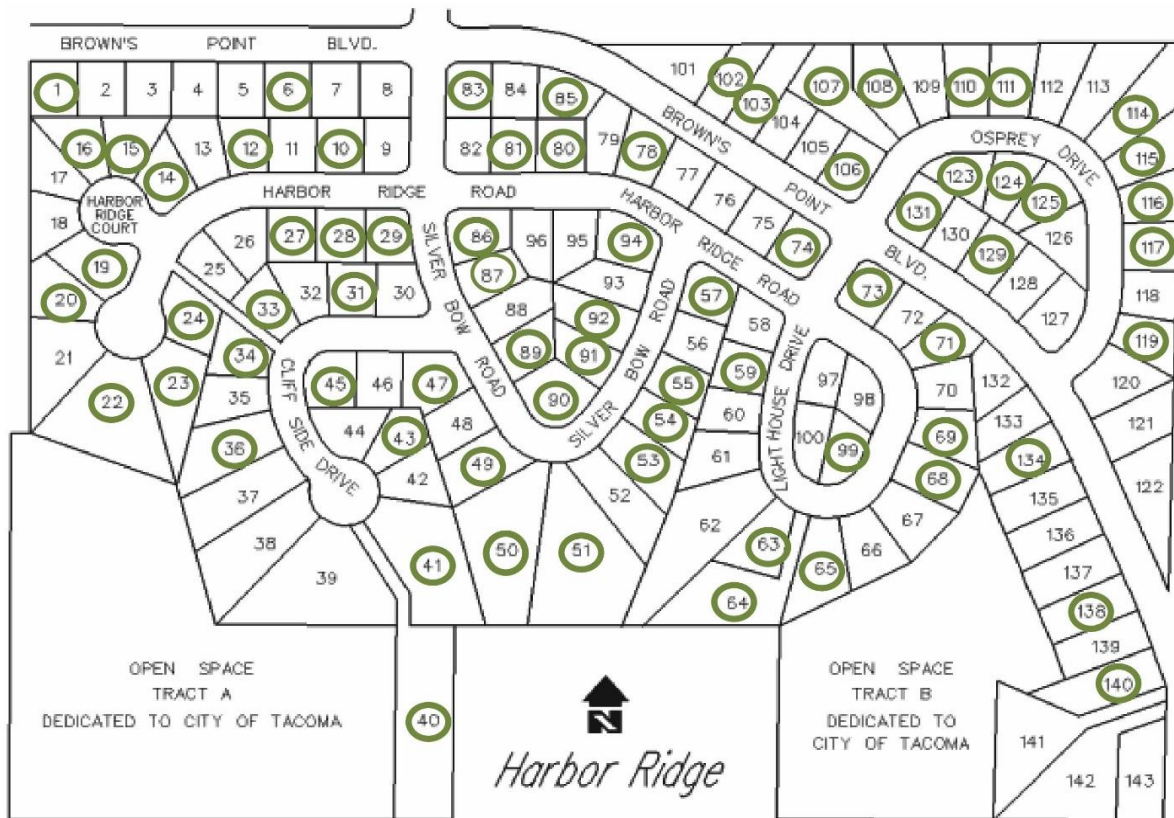 BROWN'S POINT BLVD.
1 2 3 4 5 6 7 8
83 84 85
101 102 103 104 105 106
107 108 109 110 111 112 113
114
115
116
117
118
119
120
121
122
OSPREY DRIVE
123 124 125
126
127
128
129
130
131
BROWN'S POINT BLVD.
16 15 14 13 12 11 10 9
82 81 80 79 78 77 76 75 74
17
18
HARBOR
RIDGE
COURT
19
20
21
22
23
24
HARBOR RIDGE ROAD
HARBOR RIDGE ROAD
25 26 27 28 29
33 32 31 30
34
35
36
37
38
39
CLIFF SIDE DRIVE
45 46 47
44 43 48
42 49
41 50 51 52
53
54
55
56
57
SILVER BOW ROAD
SILVER BOW ROAD
86 96 95 94
87 93
88 92
89 91
90
58
59
60
61
62
63
64
65
66
67
68
69
70
71
72
73
LIGHT HOUSE DRIVE
97 98
100 99
132
133
134
135
136
137
138
139
140
141
142 143
OPEN SPACE
TRACT A
DEDICATED TO CITY OF TACOMA
40
N
Harbor Ridge
OPEN SPACE
TRACT B
DEDICATED TO
CITY OF TACOMA